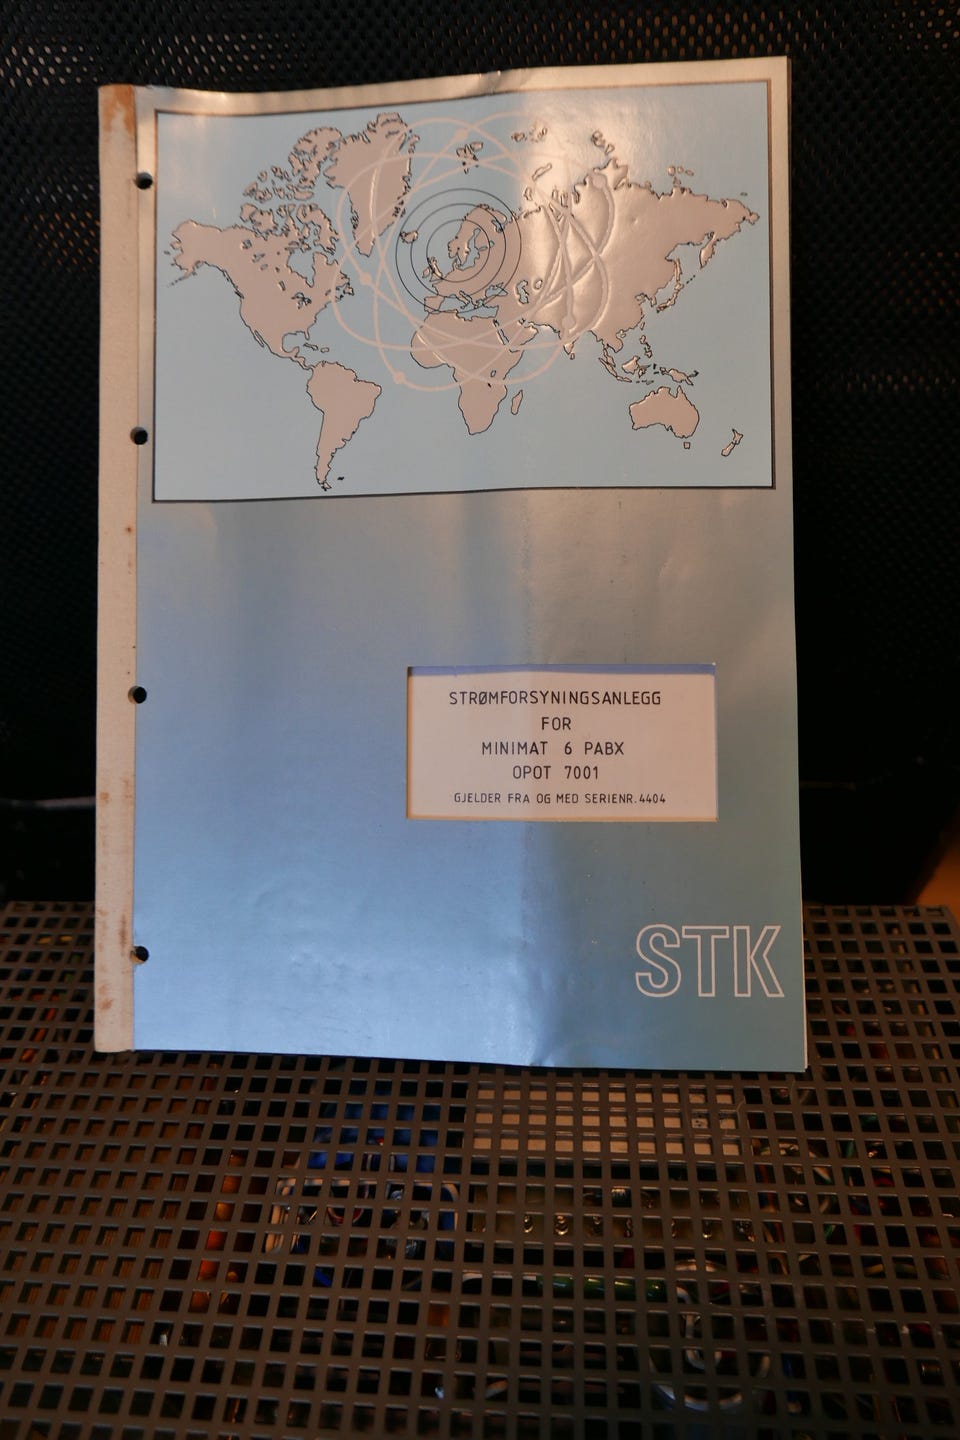 STRØMFORSYNINGSANLEGG
FOR
MINIMAT 6 PABX
OPOT 7001
GJELDER FRA OG MED SERIENR.4404
STK